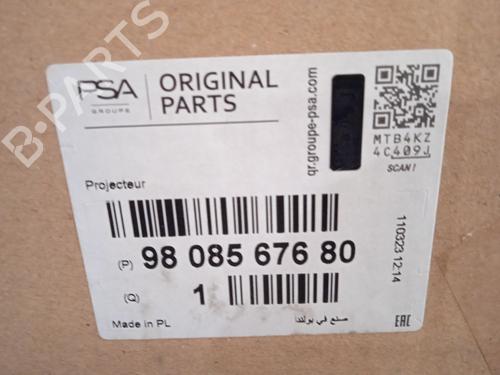 PSA
GROUPE
ORIGINAL
PARTS
qr.groupe-psa.com
MTB4KZ
4C409J
SCAN!
Projecteur
(P) 98 085 676 80
(Q) 1
110323 12:14
Made in PL
صنع في بولندا
EAC
B-PARTS